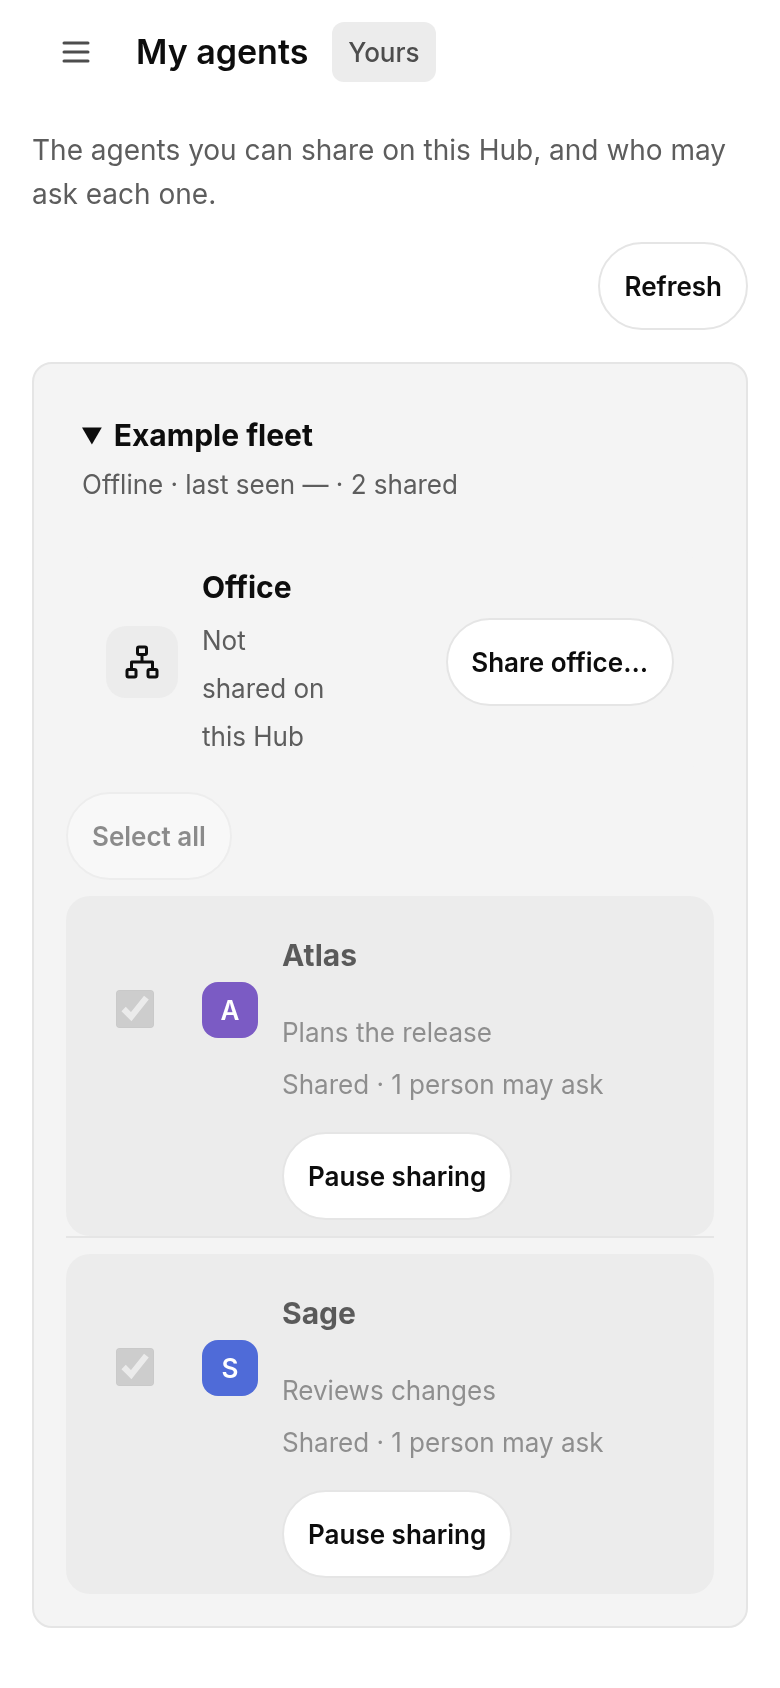 My agents
Yours
The agents you can share on this Hub, and who may
ask each one.
Refresh
Example fleet
Offline · last seen — · 2 shared
Office
Not
shared on
this Hub
Share office...
Select all
Atlas
A
Plans the release
Shared · 1 person may ask
Pause sharing
Sage
S
Reviews changes
Shared · 1 person may ask
Pause sharing